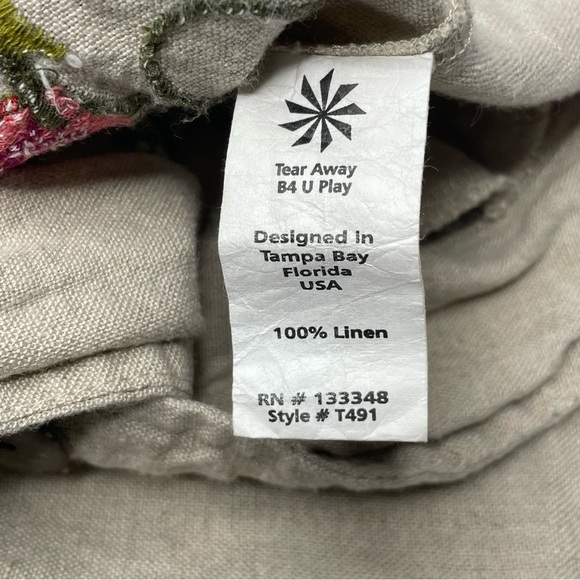 Tear Away
B4 U Play
Designed in
Tampa Bay
Florida
USA
100% Linen
RN # 133348
Style # T491